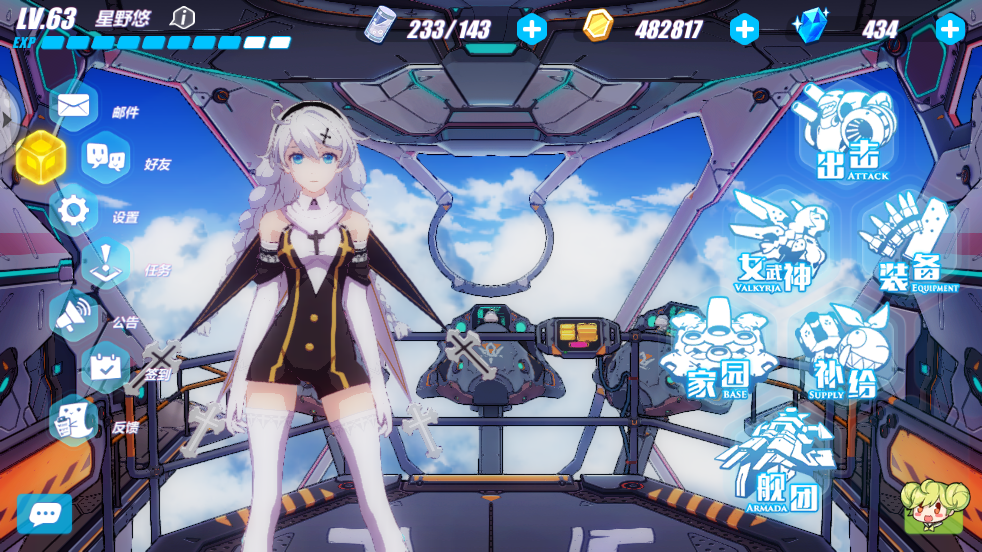 LV.63 星野悠
EXP
233/143
482817
434
邮件
好友
设置
任务
公告
签到
反馈
出击
ATTACK
女武神
VALKYRJA
装备
EQUIPMENT
家园
BASE
补给
SUPPLY
舰团
ARMADA